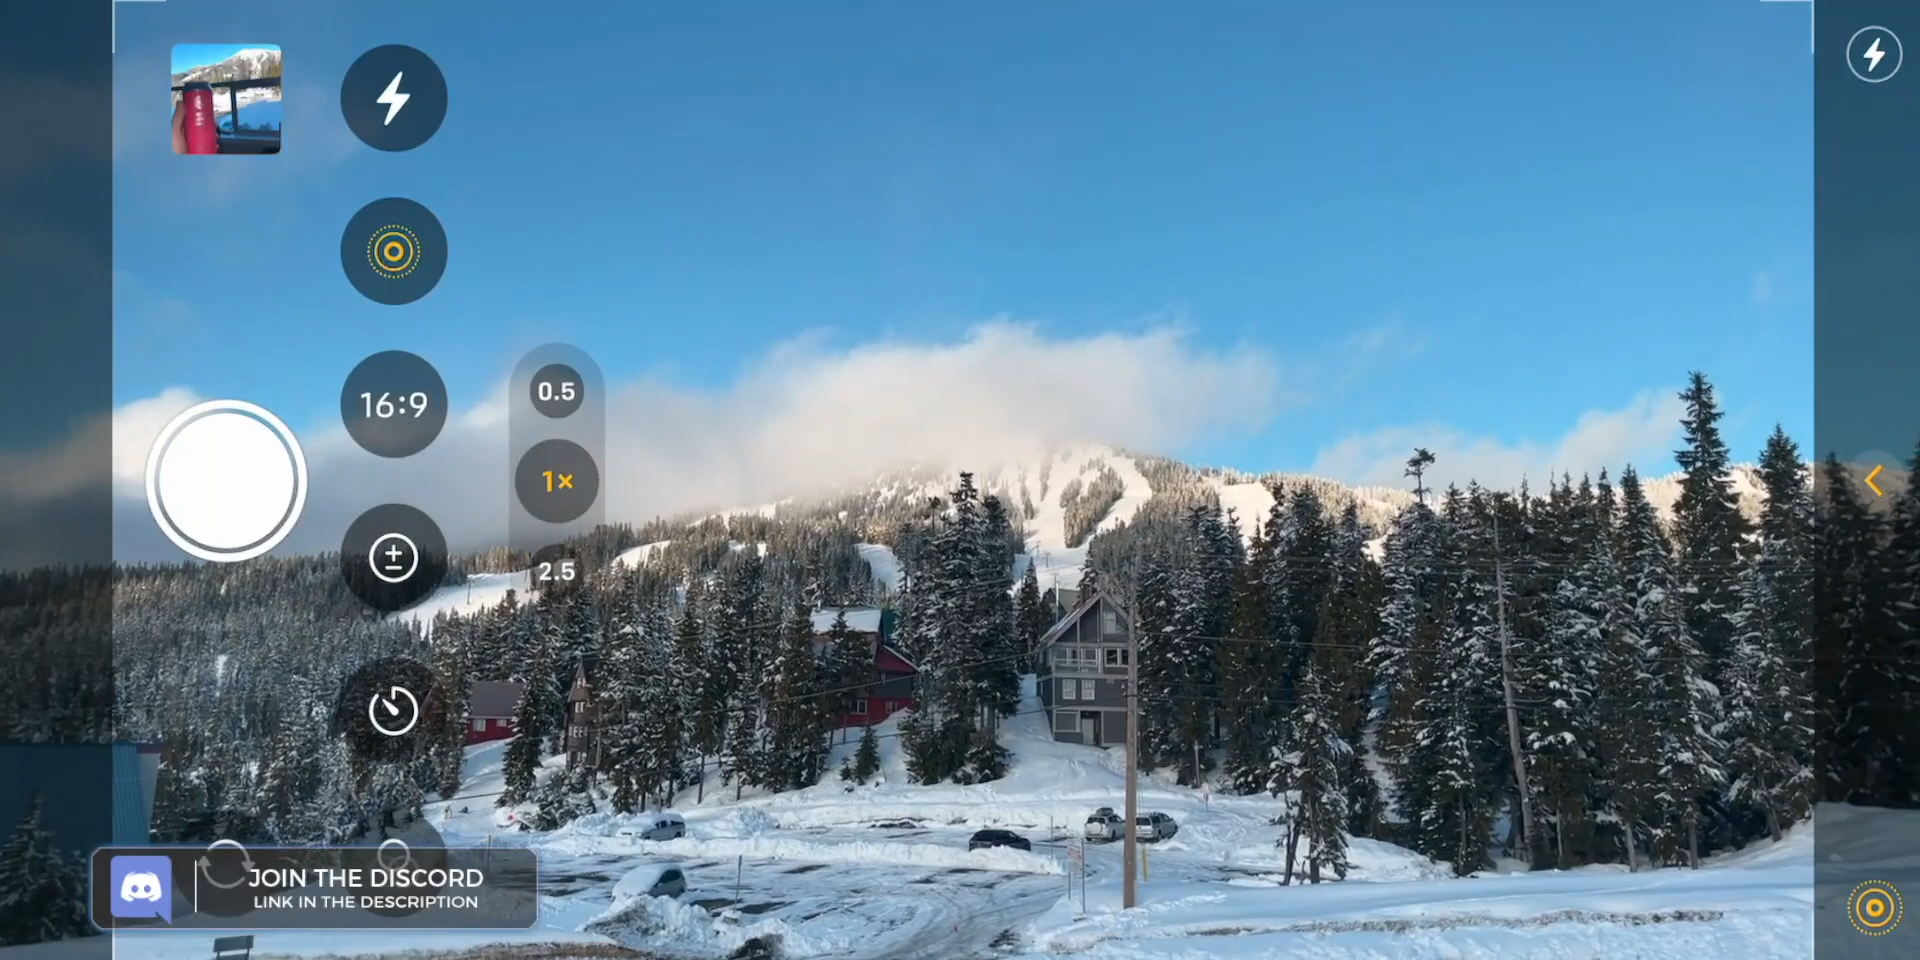 16:9
0.5
1×
2.5
JOIN THE DISCORD
LINK IN THE DESCRIPTION